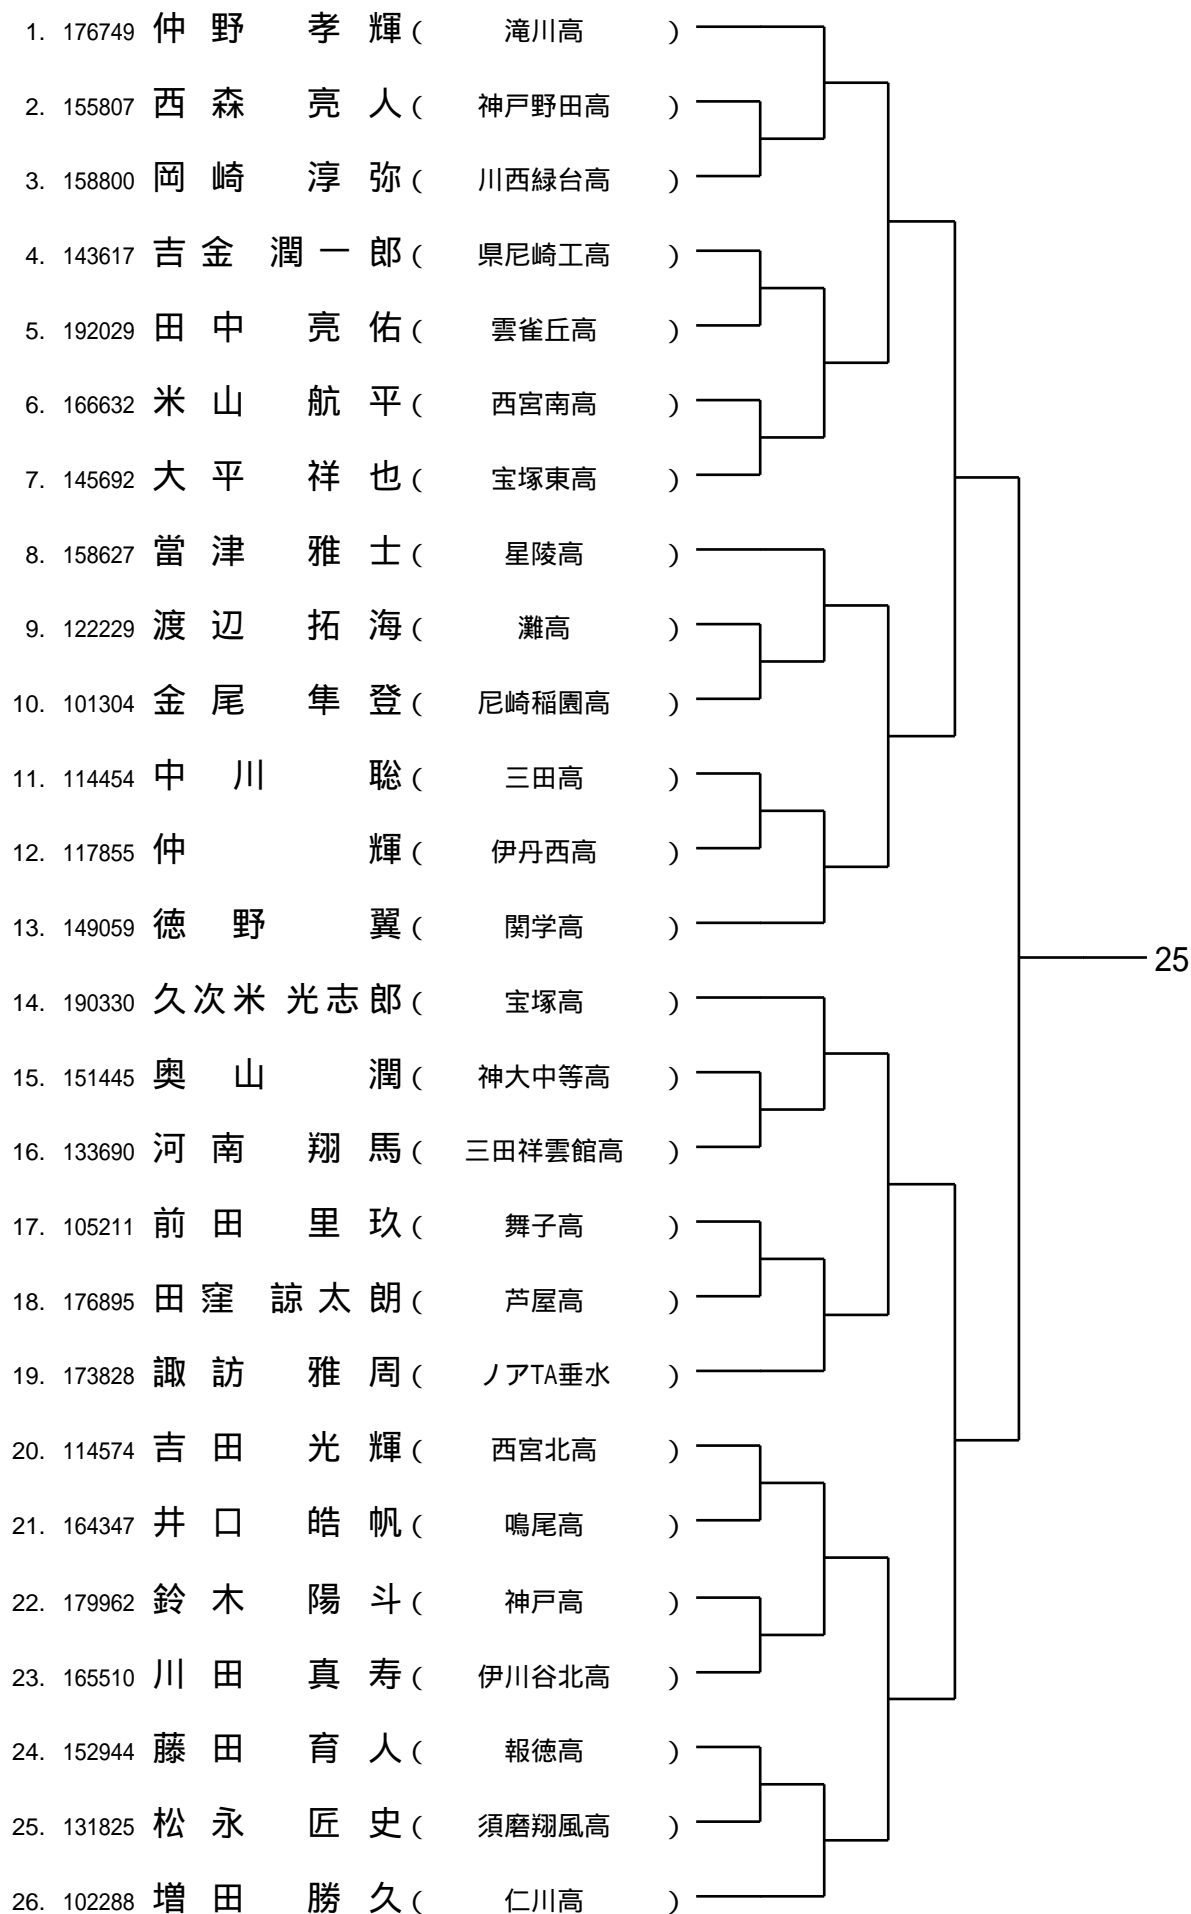 1. 176749 仲野 孝輝 ( 滝川高 )
2. 155807 西森 亮人 ( 神戸野田高 )
3. 158800 岡崎 淳弥 ( 川西緑台高 )
4. 143617 吉金 潤一郎 ( 県尼崎工高 )
5. 192029 田中 亮佑 ( 雲雀丘高 )
6. 166632 米山 航平 ( 西宮南高 )
7. 145692 大平 祥也 ( 宝塚東高 )
8. 158627 當津 雅士 ( 星陵高 )
9. 122229 渡辺 拓海 ( 灘高 )
10. 101304 金尾 隼登 ( 尼崎稲園高 )
11. 114454 中川 聡 ( 三田高 )
12. 117855 仲 輝 ( 伊丹西高 )
13. 149059 徳野 翼 ( 関学高 )
25
14. 190330 久次米 光志郎 ( 宝塚高 )
15. 151445 奥山 潤 ( 神大中等高 )
16. 133690 河南 翔馬 ( 三田祥雲館高 )
17. 105211 前田 里玖 ( 舞子高 )
18. 176895 田窪 諒太朗 ( 芦屋高 )
19. 173828 諏訪 雅周 ( ノアTA垂水 )
20. 114574 吉田 光輝 ( 西宮北高 )
21. 164347 井口 皓帆 ( 鳴尾高 )
22. 179962 鈴木 陽斗 ( 神戸高 )
23. 165510 川田 真寿 ( 伊川谷北高 )
24. 152944 藤田 育人 ( 報徳高 )
25. 131825 松永 匠史 ( 須磨翔風高 )
26. 102288 増田 勝久 ( 仁川高 )